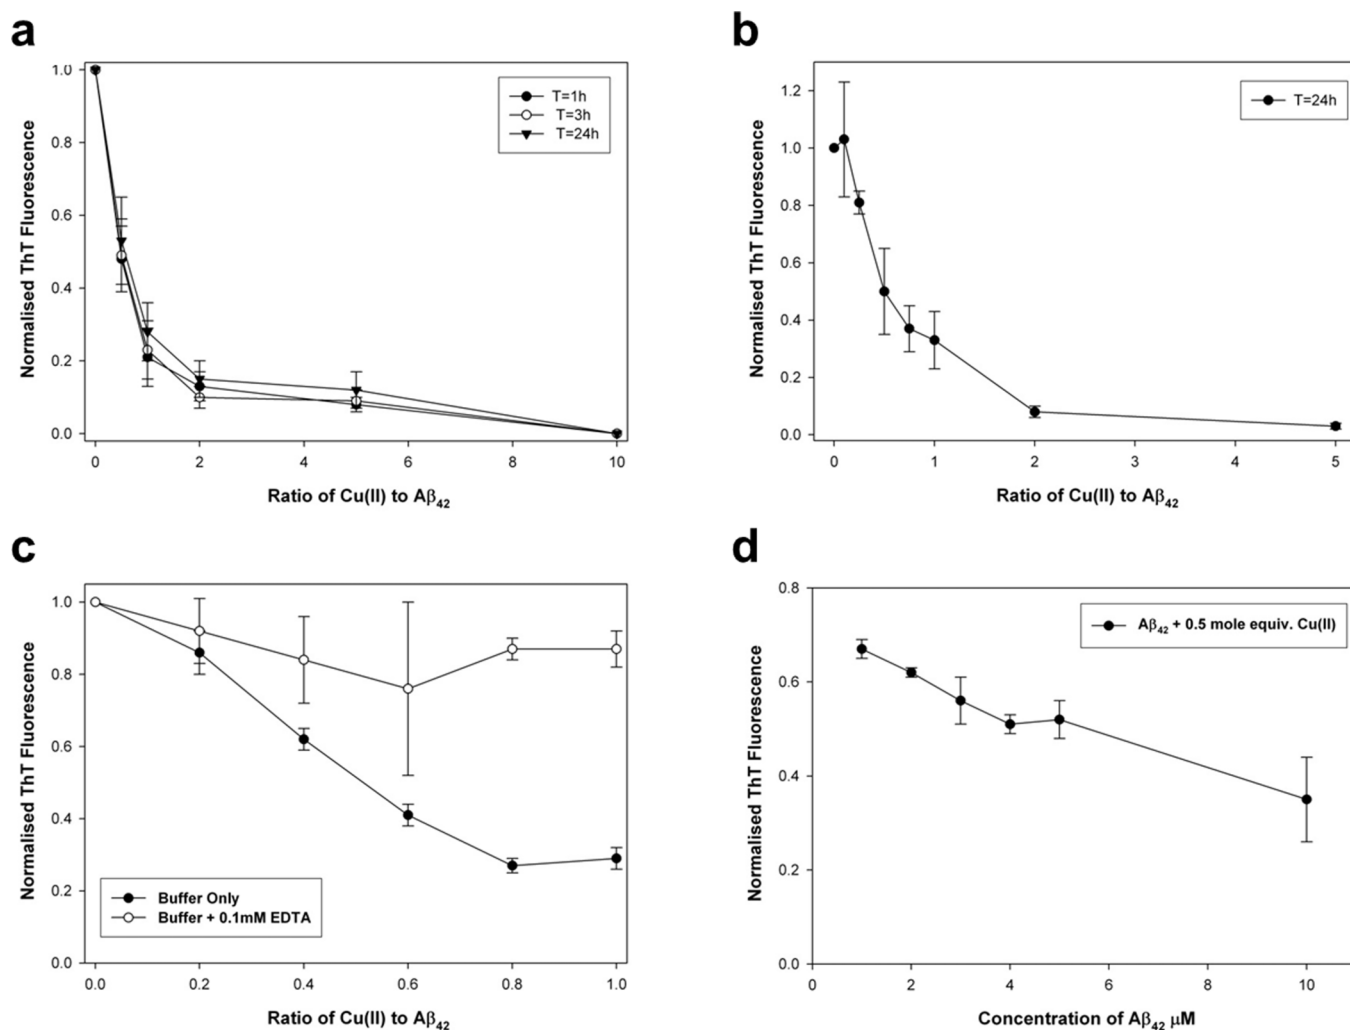 a
1.0
0.8
0.6
0.4
0.2
0.0
Normalised ThT Fluorescence
T=1h
T=3h
T=24h
0 2 4 6 8 10
Ratio of Cu(II) to Aβ42
b
1.2
1.0
0.8
0.6
0.4
0.2
0.0
Normalised ThT Fluorescence
T=24h
0 1 2 3 4 5
Ratio of Cu(II) to Aβ42
c
1.0
0.8
0.6
0.4
0.2
0.0
Normalised ThT Fluorescence
Buffer Only
Buffer + 0.1mM EDTA
0.0 0.2 0.4 0.6 0.8 1.0
Ratio of Cu(II) to Aβ42
d
0.8
0.6
0.4
0.2
0.0
Normalised ThT Fluorescence
Aβ42 + 0.5 mole equiv. Cu(II)
0 2 4 6 8 10
Concentration of Aβ42 μM